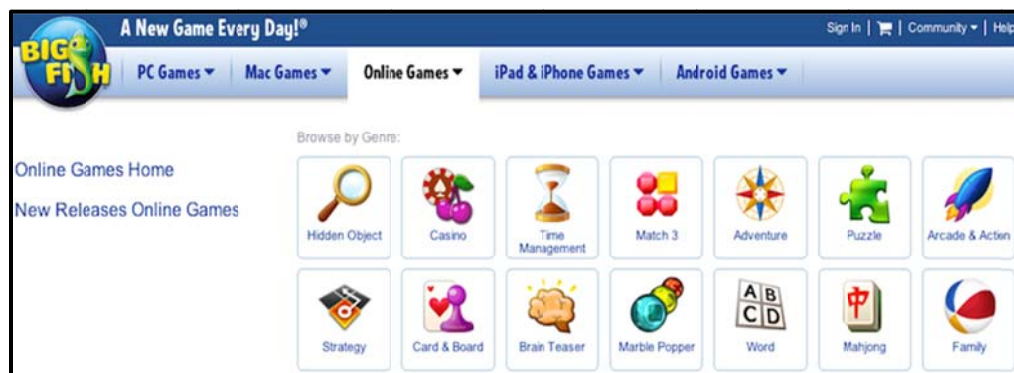 A New Game Every Day!®
Sign In | | Community | Help
BIG FISH
PC Games Mac Games Online Games iPad & iPhone Games Android Games
Browse by Genre:
Online Games Home
New Releases Online Games
Hidden Object
Casino
Time Management
Match 3
Adventure
Puzzle
Arcade & Action
Strategy
Card & Board
Brain Teaser
Marble Popper
A B
C D
Word
中
Mahjong
Family